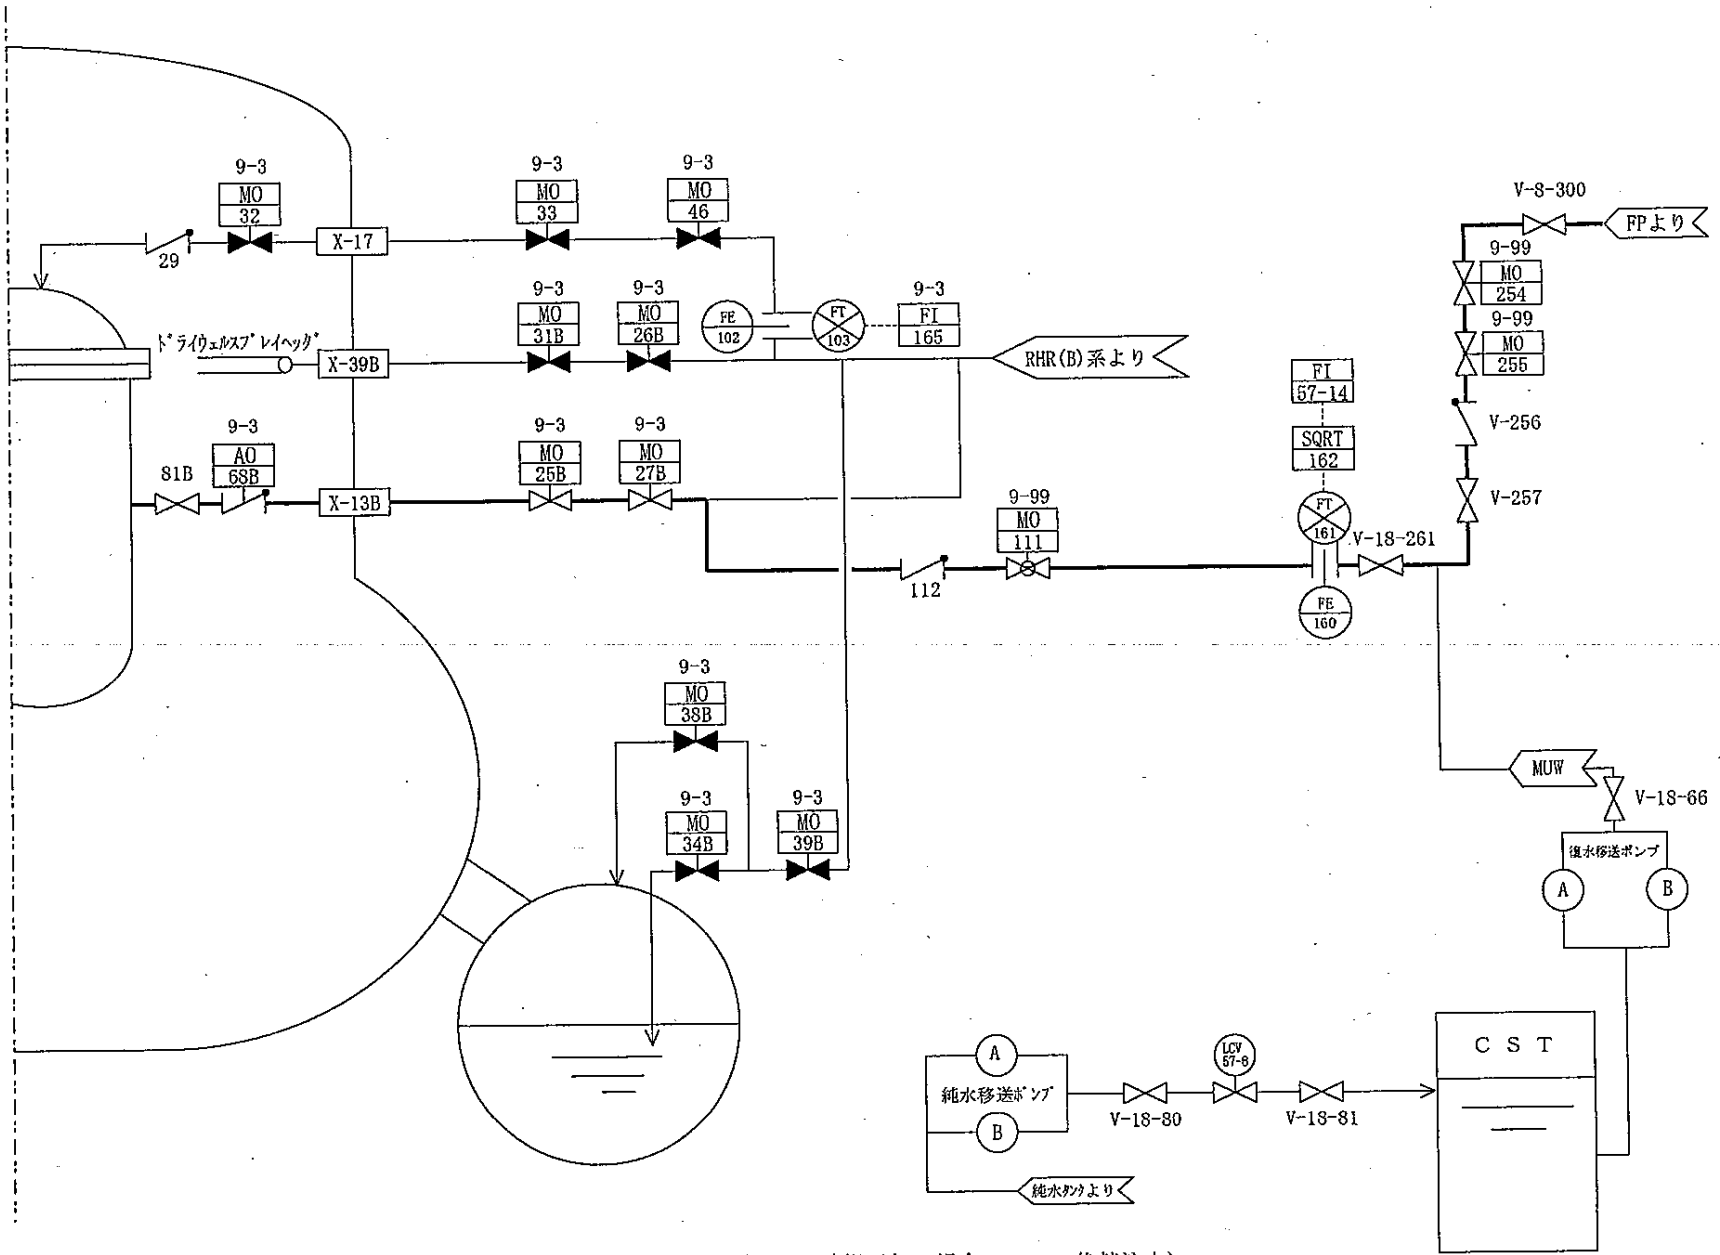 9-3
MO
32
29
X-17
9-3
MO
33
9-3
MO
46
V-8-300
FPより
9-99
MO
254
9-99
MO
255
V-256
V-257
ドライウェルスプレイヘッダ
X-39B
9-3
MO
31B
9-3
MO
26B
FE
102
FT
103
9-3
FI
165
RHR(B)系より
FI
57-14
SQRT
162
FT
161
FE
160
V-18-261
81B
9-3
AO
68B
X-13B
9-3
MO
25B
9-3
MO
27B
112
9-99
MO
111
9-3
MO
38B
9-3
MO
34B
9-3
MO
39B
MUW
V-18-66
復水移送ポンプ
A
B
CST
A
純水移送ポンプ
B
純水タンクより
V-18-80
LCV
57-8
V-18-81